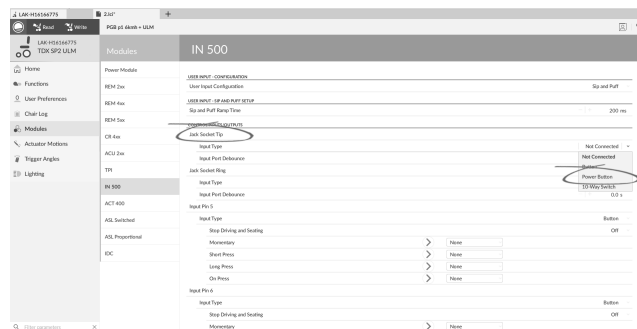 LAK-H16166775
2.lci*
+
Read
Write
PGB p1 6kmh + ULM
LAK-H16166775
TDX SP2 ULM
Modules
IN 500
Home
Functions
User Preferences
Chair Log
Modules
Actuator Motions
Trigger Angles
Lighting
Filter parameters
Power Module
REM 2xx
REM 4xx
REM 5xx
CR 4xx
ACU 2xx
TPI
IN 500
ACT 400
ASL Switched
ASL Proportional
IDC
USER INPUT - CONFIGURATION
User Input Configuration
Sip and Puff
USER INPUT - SIP AND PUFF SETUP
Sip and Puff Ramp Time
200 ms
CONTROL INPUTS/OUTPUTS
Jack Socket Tip
Input Type
Not Connected
Input Port Debounce
Not Connected
Button
Jack Socket Ring
Power Button
Input Type
10-Way Switch
Input Port Debounce
0.0 s
Input Pin 5
Input Type
Button
Stop Driving and Seating
Off
Momentary
None
Short Press
None
Long Press
None
On Press
None
Input Pin 6
Input Type
Button
Stop Driving and Seating
Off
Momentary
None